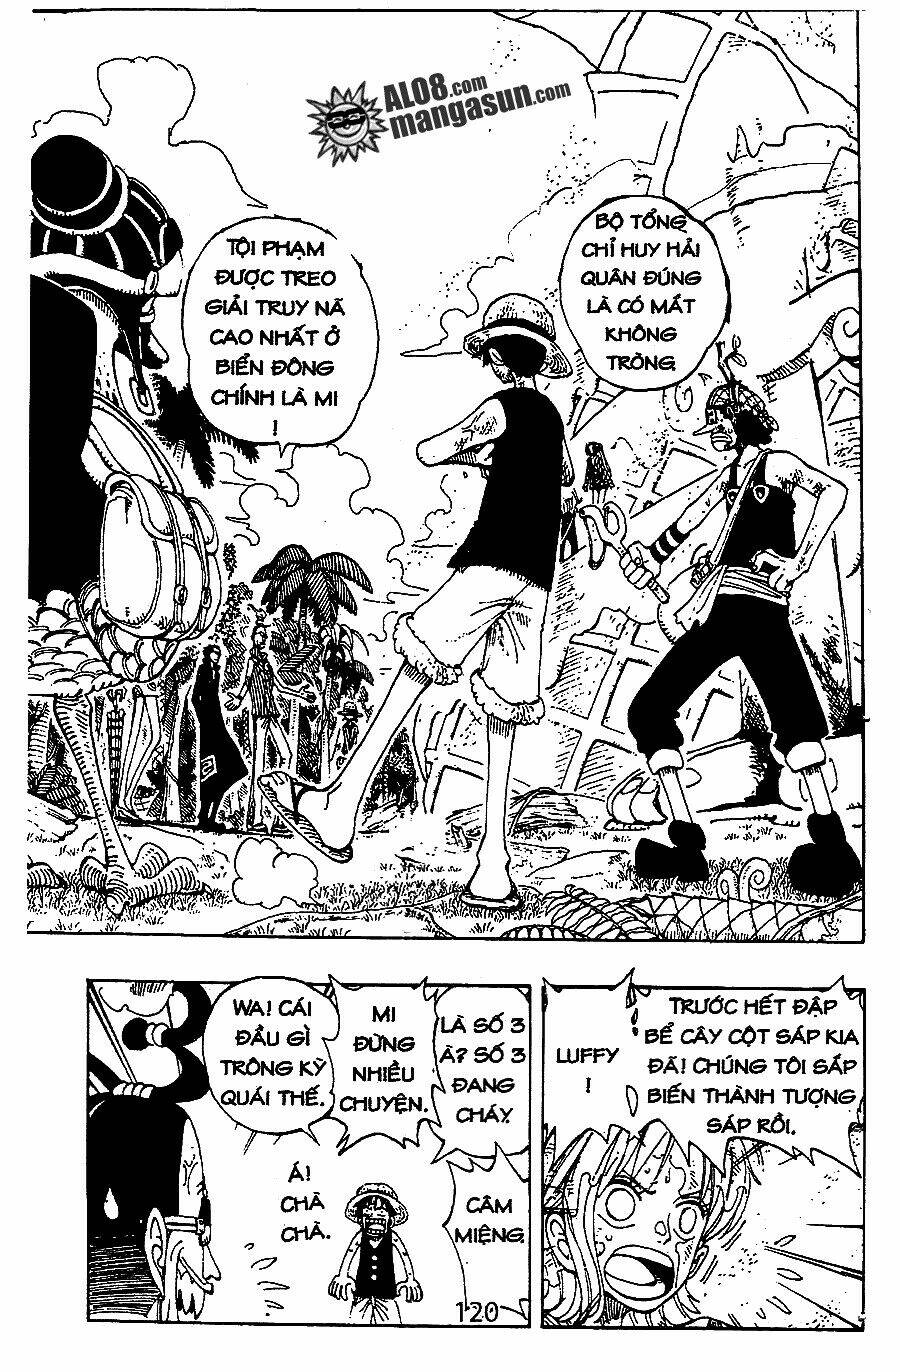 AL08.com
mangasun.com
TỘI PHẠM
ĐƯỢC TREO
GIẢI TRUY NÃ
CAO NHẤT Ở
BIỂN ĐÔNG
CHÍNH LÀ MI
!
BỘ TỔNG
CHỈ HUY HẢI
QUÂN ĐÚNG
LÀ CÓ MẮT
KHÔNG
TRÒNG.
WA! CÁI
ĐẦU GÌ
TRÔNG KỲ
QUÁI THẾ.
MI
ĐỪNG
NHIỀU
CHUYỆN.
LÀ SỐ 3
À? SỐ 3
ĐANG
CHÁY.
Á!
CHÀ
CHÀ.
CÂM
MIỆNG.
LUFFY
!
TRƯỚC HẾT ĐẬP
BỂ CÂY CỘT SÁP KIA
ĐÃ! CHÚNG TÔI SẮP
BIẾN THÀNH TƯỢNG
SÁP RỒI.
120